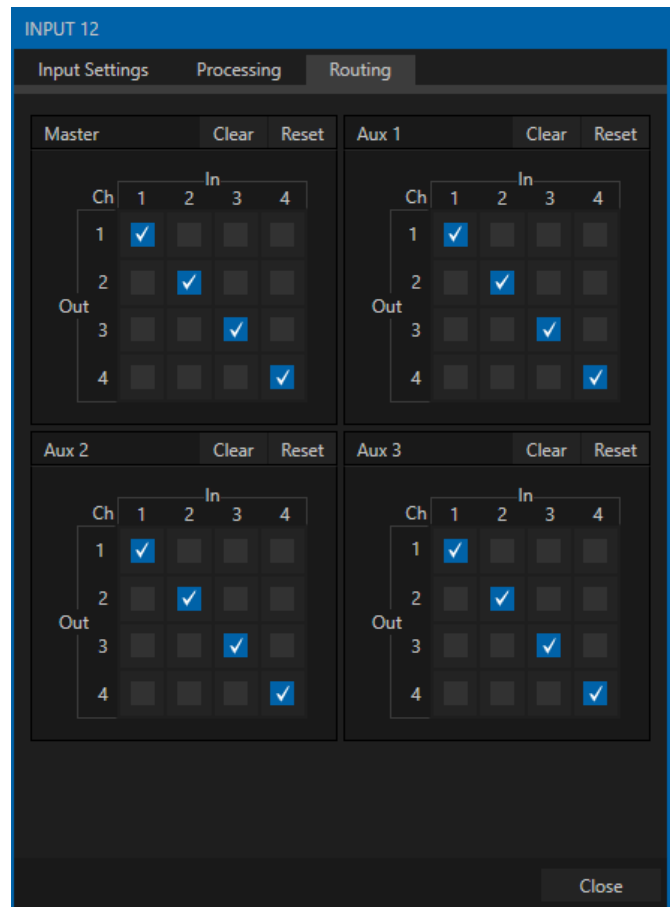 INPUT 12
Input Settings Processing Routing
Master Clear Reset
In
Ch 1 2 3 4
1
2
Out
3
4
Aux 1 Clear Reset
In
Ch 1 2 3 4
1
2
Out
3
4
Aux 2 Clear Reset
In
Ch 1 2 3 4
1
2
Out
3
4
Aux 3 Clear Reset
In
Ch 1 2 3 4
1
2
Out
3
4
Close